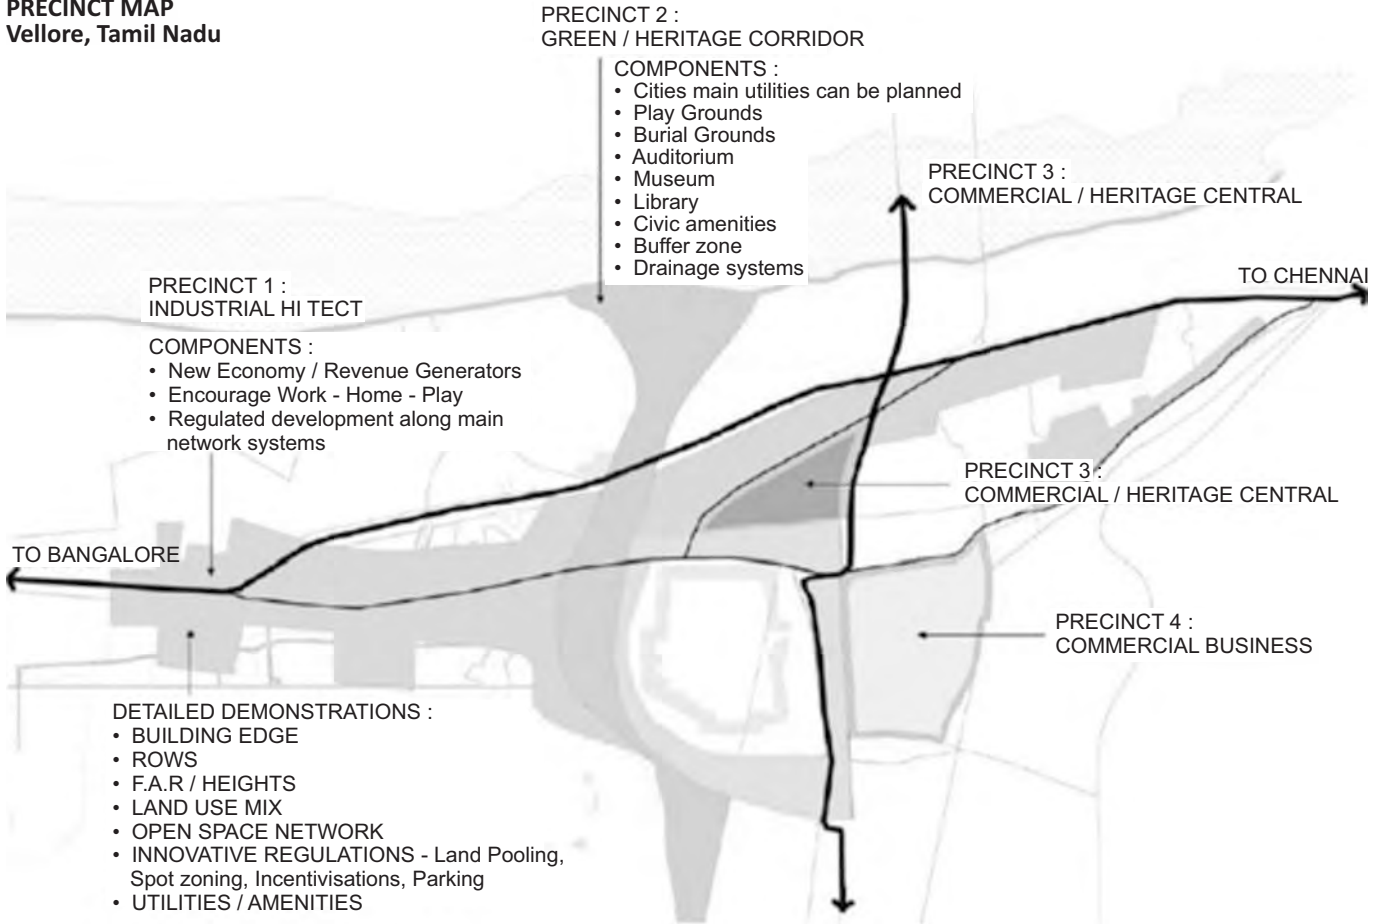 PRECINCT MAP
Vellore, Tamil Nadu
PRECINCT 2 :
GREEN / HERITAGE CORRIDOR
COMPONENTS :
• Cities main utilities can be planned
• Play Grounds
• Burial Grounds
• Auditorium
• Museum
• Library
• Civic amenities
• Buffer zone
• Drainage systems
PRECINCT 3 :
COMMERCIAL / HERITAGE CENTRAL
TO CHENNAI
PRECINCT 1 :
INDUSTRIAL HI TECT
COMPONENTS :
• New Economy / Revenue Generators
• Encourage Work - Home - Play
• Regulated development along main
network systems
PRECINCT 3 :
COMMERCIAL / HERITAGE CENTRAL
TO BANGALORE
PRECINCT 4 :
COMMERCIAL BUSINESS
DETAILED DEMONSTRATIONS :
• BUILDING EDGE
• ROWS
• F.A.R / HEIGHTS
• LAND USE MIX
• OPEN SPACE NETWORK
• INNOVATIVE REGULATIONS - Land Pooling,
Spot zoning, Incentivisations, Parking
• UTILITIES / AMENITIES